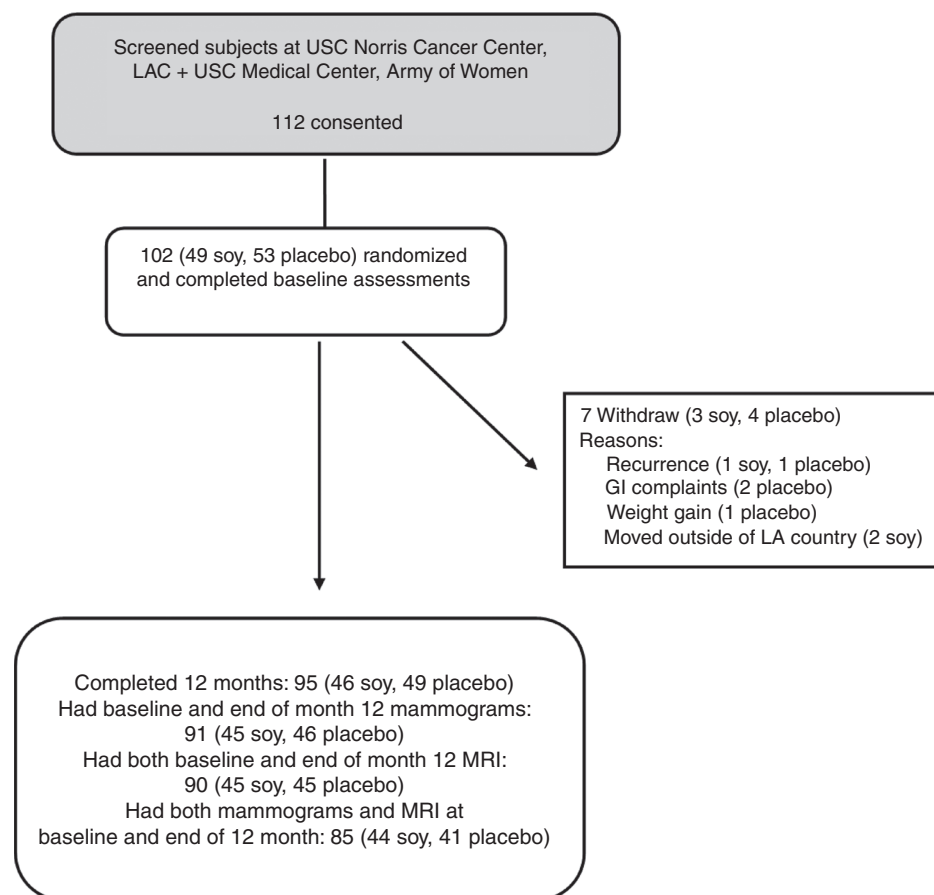 Screened subjects at USC Norris Cancer Center,
LAC + USC Medical Center, Army of Women
112 consented
102 (49 soy, 53 placebo) randomized
and completed baseline assessments
7 Withdraw (3 soy, 4 placebo)
Reasons:
Recurrence (1 soy, 1 placebo)
GI complaints (2 placebo)
Weight gain (1 placebo)
Moved outside of LA country (2 soy)
Completed 12 months: 95 (46 soy, 49 placebo)
Had baseline and end of month 12 mammograms:
91 (45 soy, 46 placebo)
Had both baseline and end of month 12 MRI:
90 (45 soy, 45 placebo)
Had both mammograms and MRI at
baseline and end of 12 month: 85 (44 soy, 41 placebo)